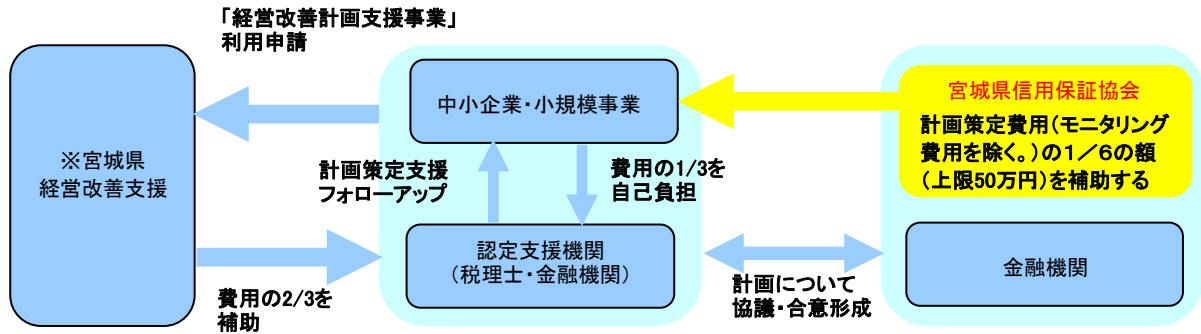 「経営改善計画支援事業」
利用申請
※宮城県
経営改善支援
費用の2/3を
補助
中小企業・小規模事業
計画策定支援
フォローアップ
費用の1/3を
自己負担
認定支援機関
（税理士・金融機関）
宮城県信用保証協会
計画策定費用（モニタリング
費用を除く。）の１／６の額
（上限50万円）を補助する
計画について
協議・合意形成
金融機関